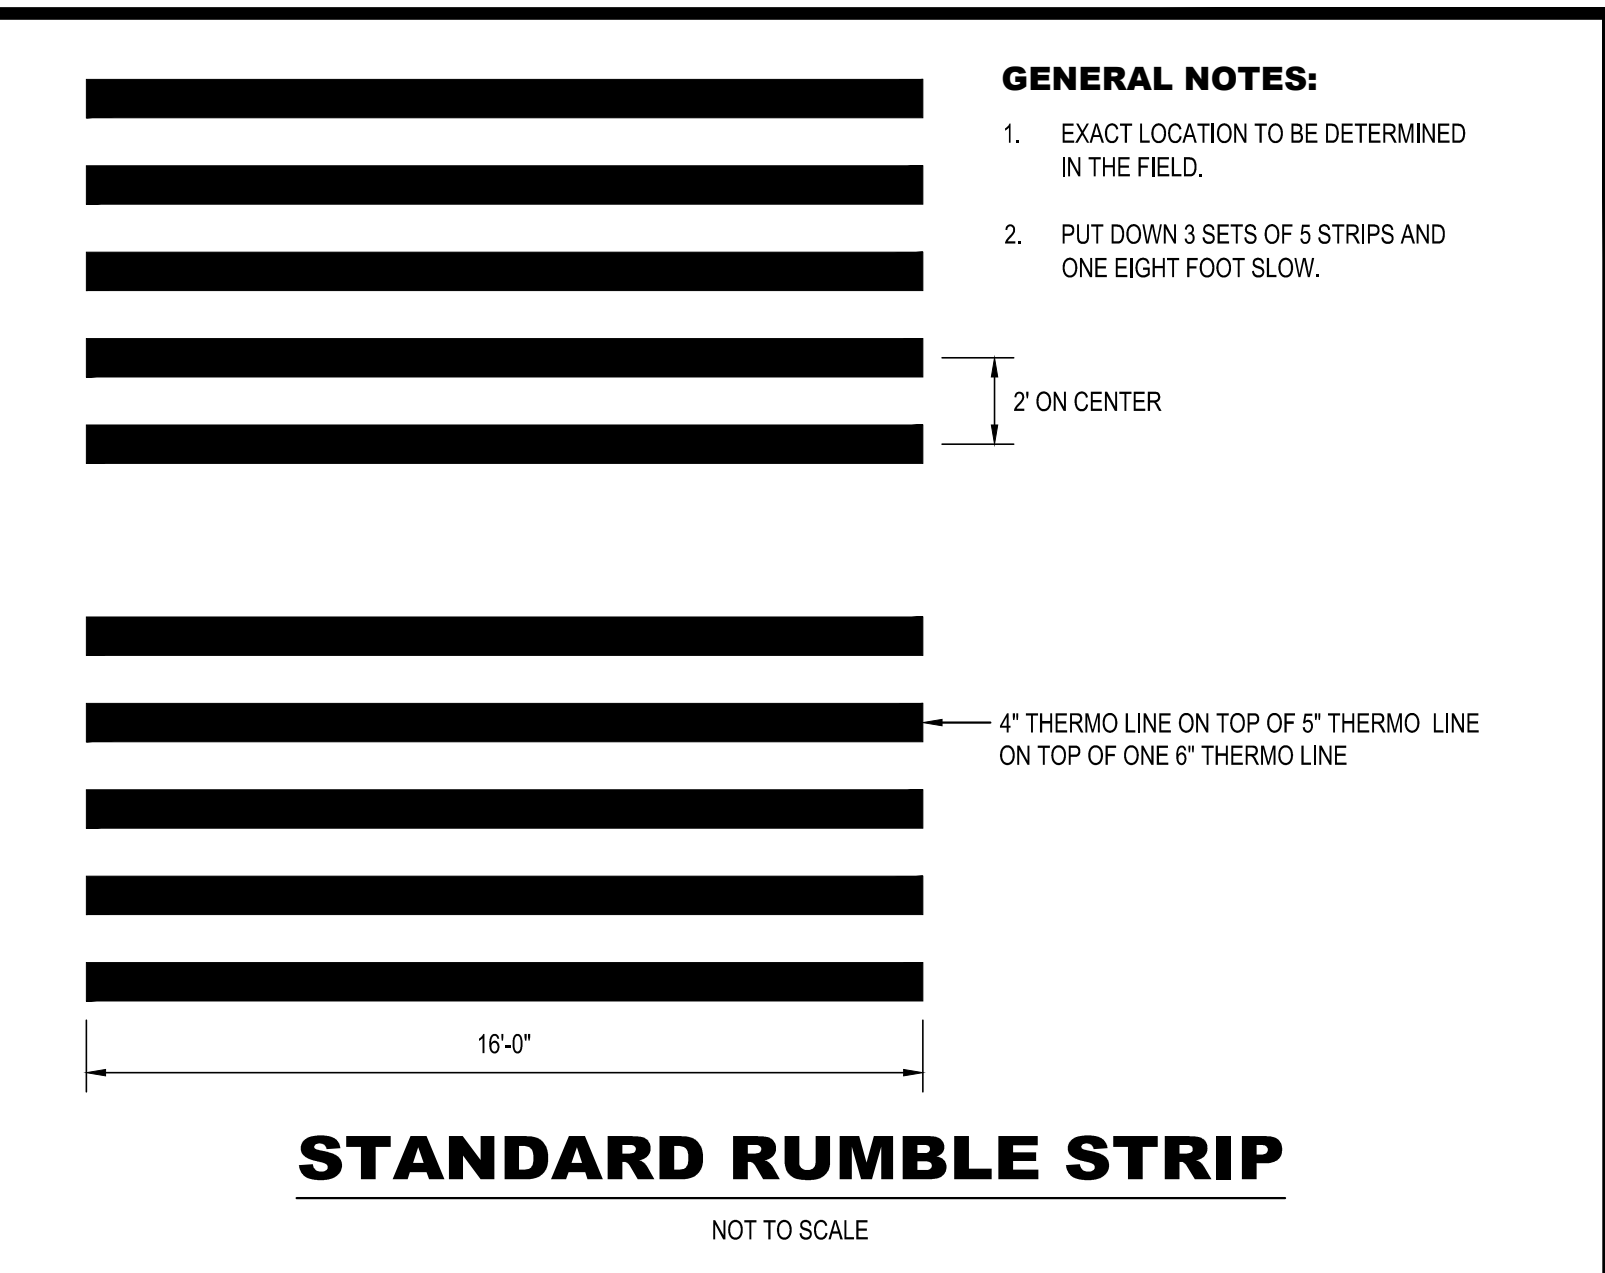 GENERAL NOTES:
1. EXACT LOCATION TO BE DETERMINED
IN THE FIELD.
2. PUT DOWN 3 SETS OF 5 STRIPS AND
ONE EIGHT FOOT SLOW.
2' ON CENTER
4" THERMO LINE ON TOP OF 5" THERMO LINE
ON TOP OF ONE 6" THERMO LINE
16'-0"
STANDARD RUMBLE STRIP
NOT TO SCALE